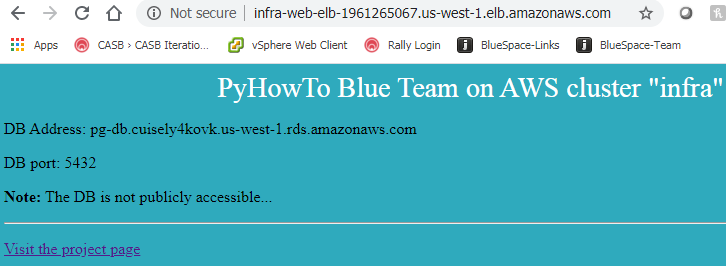 Not secure | infra-web-elb-1961265067.us-west-1.elb.amazonaws.com
Apps CASB › CASB Iteratio... vSphere Web Client Rally Login j BlueSpace-Links j BlueSpace-Team
PyHowTo Blue Team on AWS cluster "infra"
DB Address: pg-db.cuisely4kovk.us-west-1.rds.amazonaws.com
DB port: 5432
Note: The DB is not publicly accessible...
Visit the project page